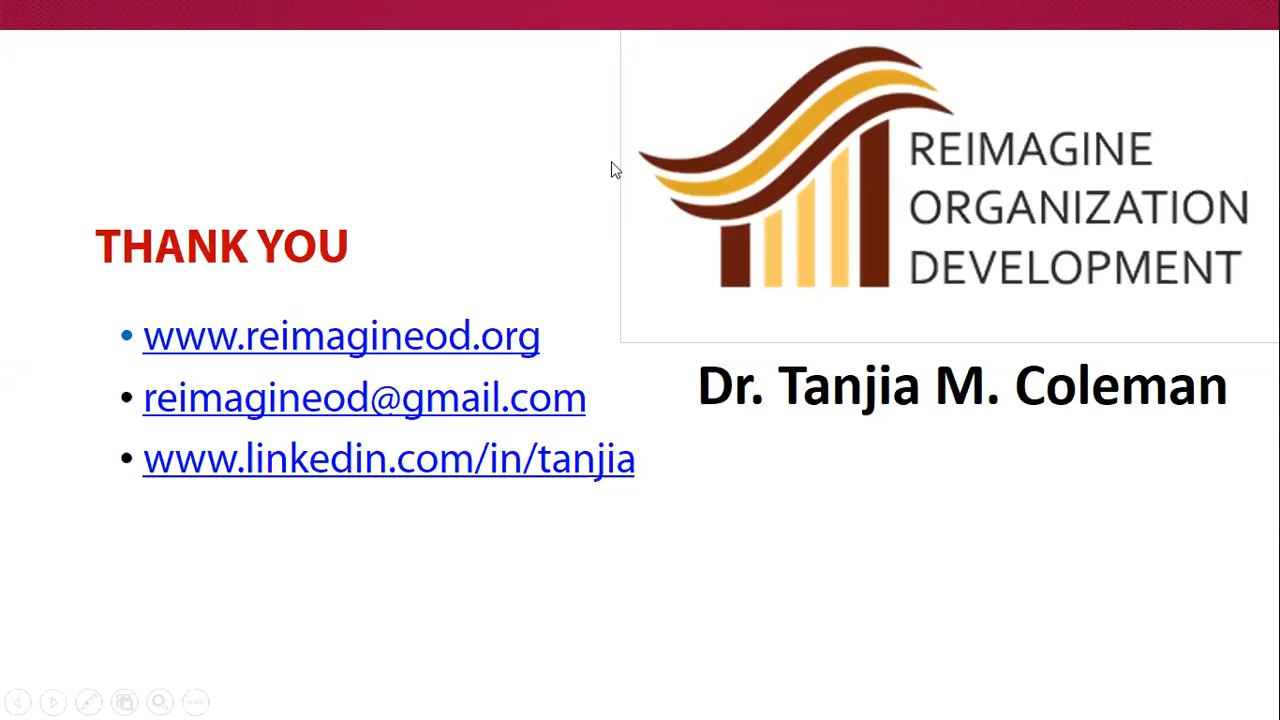 REIMAGINE
ORGANIZATION
DEVELOPMENT
THANK YOU
www.reimagineod.org
reimagineod@gmail.com
www.linkedin.com/in/tanjia
Dr. Tanjia M. Coleman